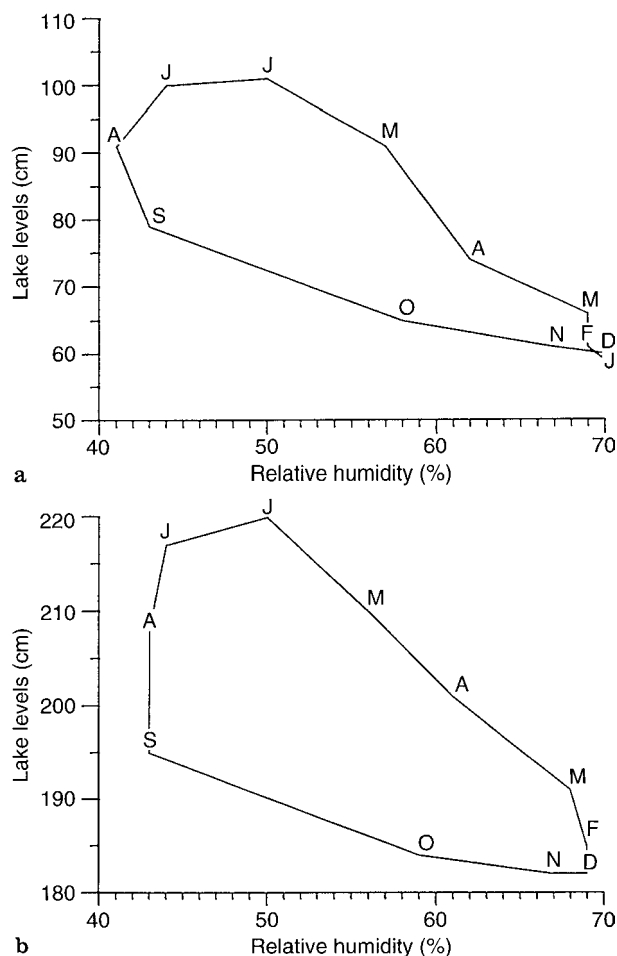 110
100
90
80
70
60
50
Lake levels (cm)
J J
A M
S A
O M
N F D
J
40 50 60 70
a Relative humidity (%)
220
210
200
190
180
Lake levels (cm)
J J
A M
S A
O M
N F
D
40 50 60 70
b Relative humidity (%)